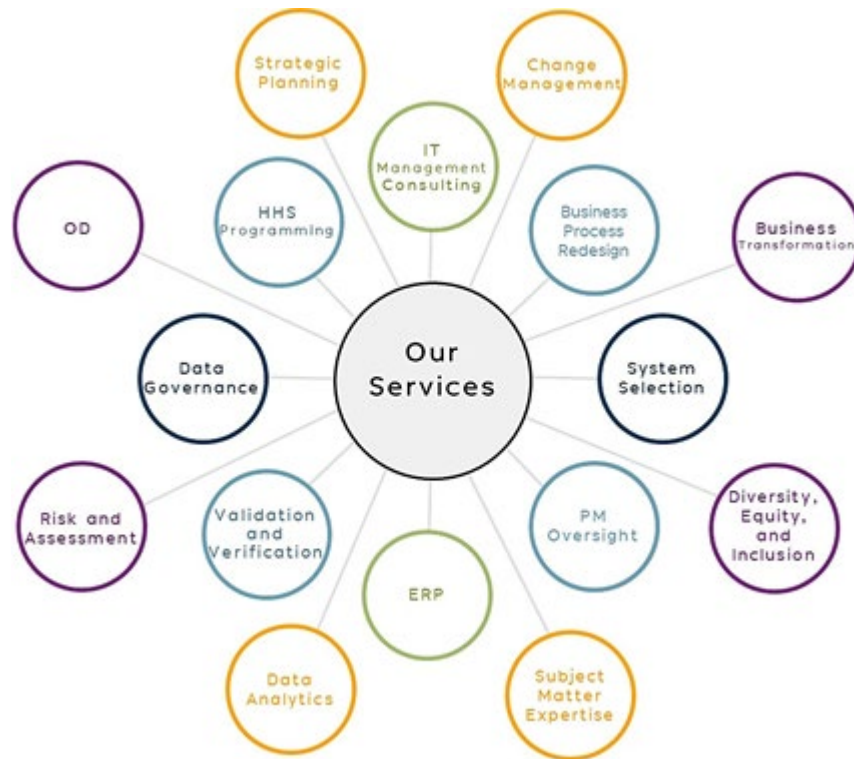 Strategic
Planning
Change
Management
IT
Management
Consulting
HHS
Programming
Business
Process
Redesign
OD
Business
Transformation
Our
Services
Data
Governance
System
Selection
Risk and
Assessment
Validation
and
Verification
PM
Oversight
Diversity,
Equity,
and
Inclusion
ERP
Data
Analytics
Subject
Matter
Expertise